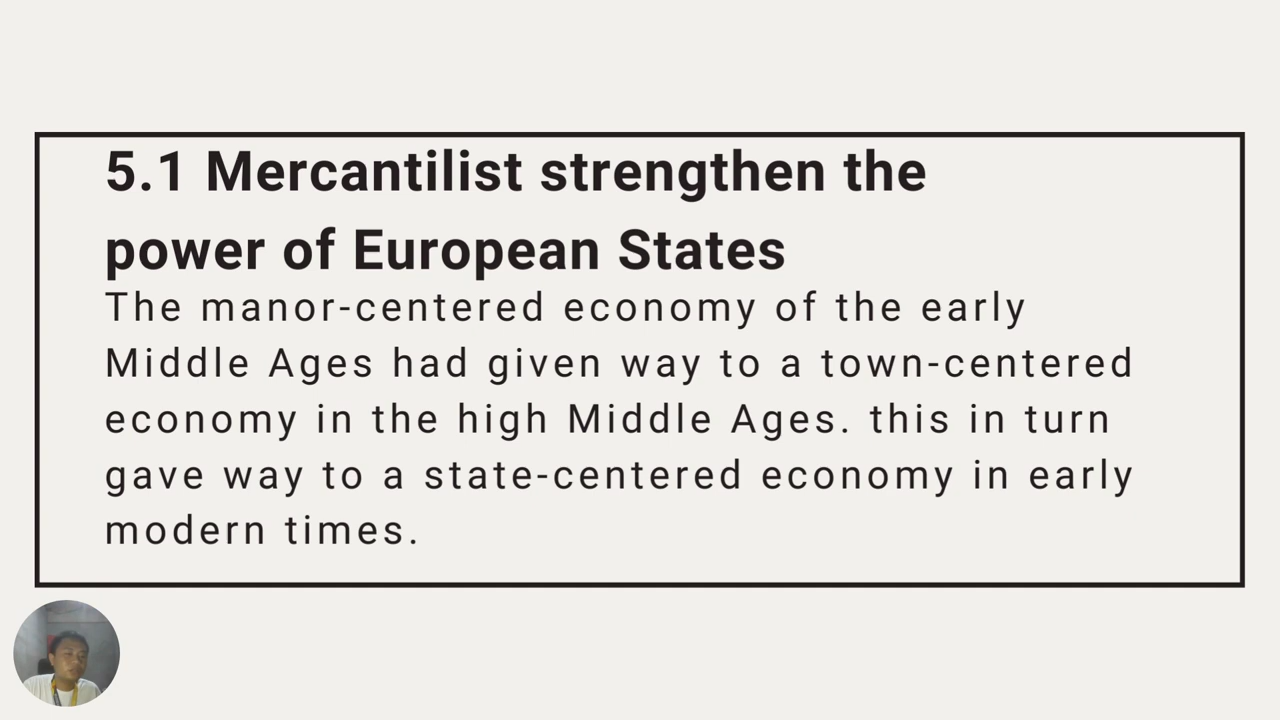 5.1 Mercantilist strengthen the
power of European States
The manor-centered economy of the early
Middle Ages had given way to a town-centered
economy in the high Middle Ages. this in turn
gave way to a state-centered economy in early
modern times.